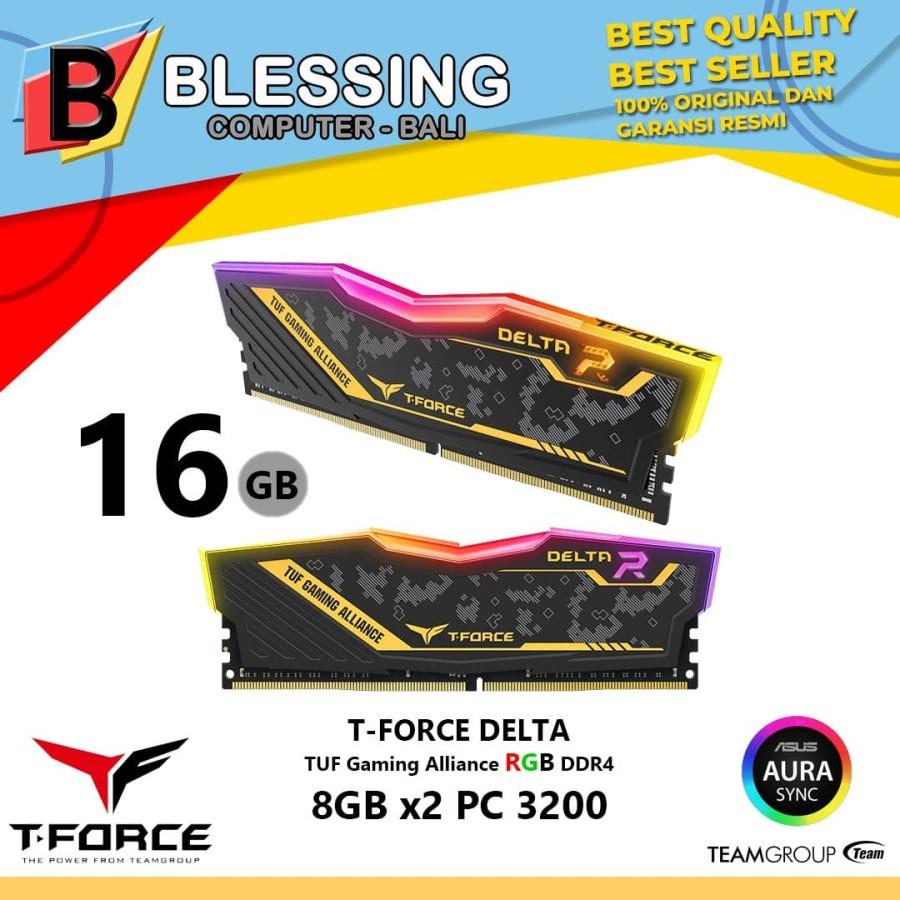 B
BLESSING
COMPUTER - BALI
BEST QUALITY
BEST SELLER
100% ORIGINAL DAN
GARANSI RESMI
TUF GAMING ALLIANCE
T-FORCE
DELTA R
T-FORCE
16 GB
TUF GAMING ALLIANCE
T-FORCE
DELTA R
T-FORCE DELTA
TUF Gaming Alliance RGB DDR4
8GB x2 PC 3200
T-FORCE
THE POWER FROM TEAMGROUP
ASUS
AURA
SYNC
TEAMGROUP Team